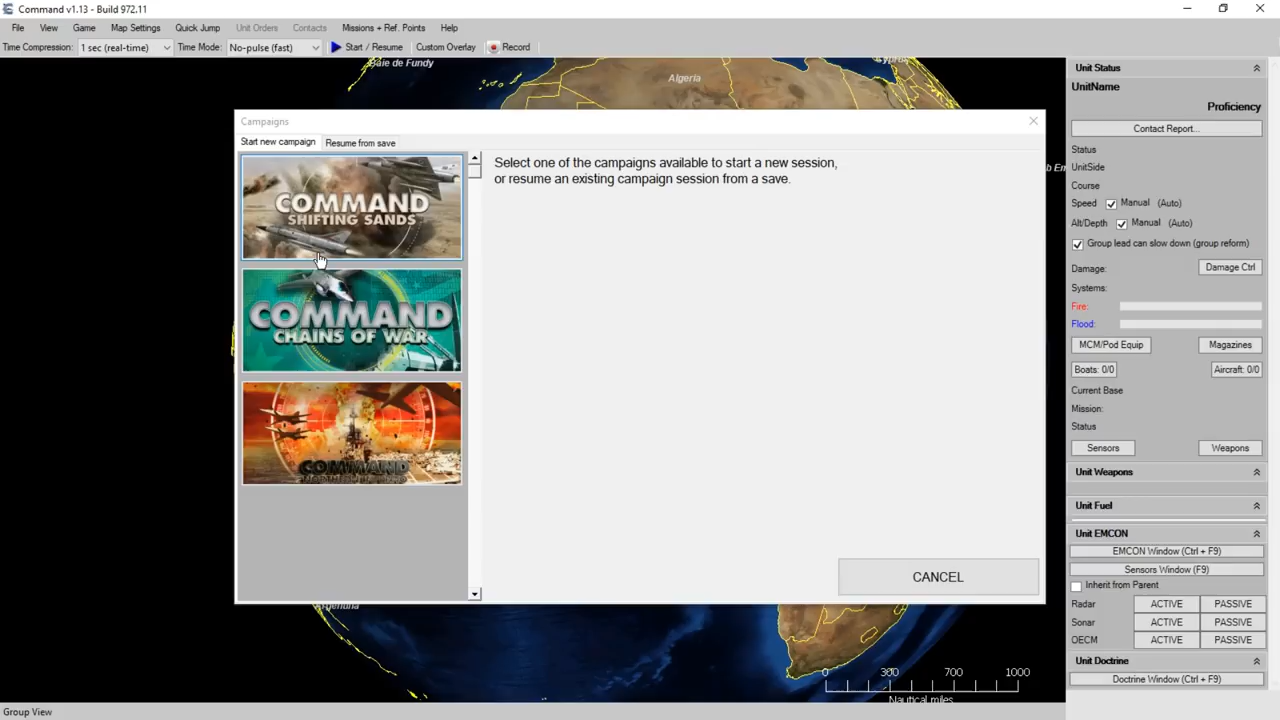 Command v1.13 - Build 972.11
File View Game Map Settings Quick Jump Unit Orders Contacts Missions + Ref. Points Help
Time Compression: 1 sec (real-time) Time Mode: No-pulse (fast) Start / Resume Custom Overlay Record
Baie de Fundy
Algeria
Cyprus
Campaigns
Start new campaign Resume from save
COMMAND
SHIFTING SANDS
COMMAND
CHAINS OF WAR
COMMAND
Select one of the campaigns available to start a new session,
or resume an existing campaign session from a save.
CANCEL
Argentina
0 300 700 1000
Nautical miles
Unit Status
UnitName
Proficiency
Contact Report...
Status
UnitSide
Course
Speed Manual (Auto)
Alt/Depth Manual (Auto)
Group lead can slow down (group reform)
Damage: Damage Ctrl
Systems:
Fire:
Flood:
MCM/Pod Equip Magazines
Boats: 0/0 Aircraft: 0/0
Current Base
Mission:
Status
Sensors Weapons
Unit Weapons
Unit Fuel
Unit EMCON
EMCON Window (Ctrl + F9)
Sensors Window (F9)
Inherit from Parent
Radar ACTIVE PASSIVE
Sonar ACTIVE PASSIVE
OECM ACTIVE PASSIVE
Unit Doctrine
Doctrine Window (Ctrl + F9)
Group View